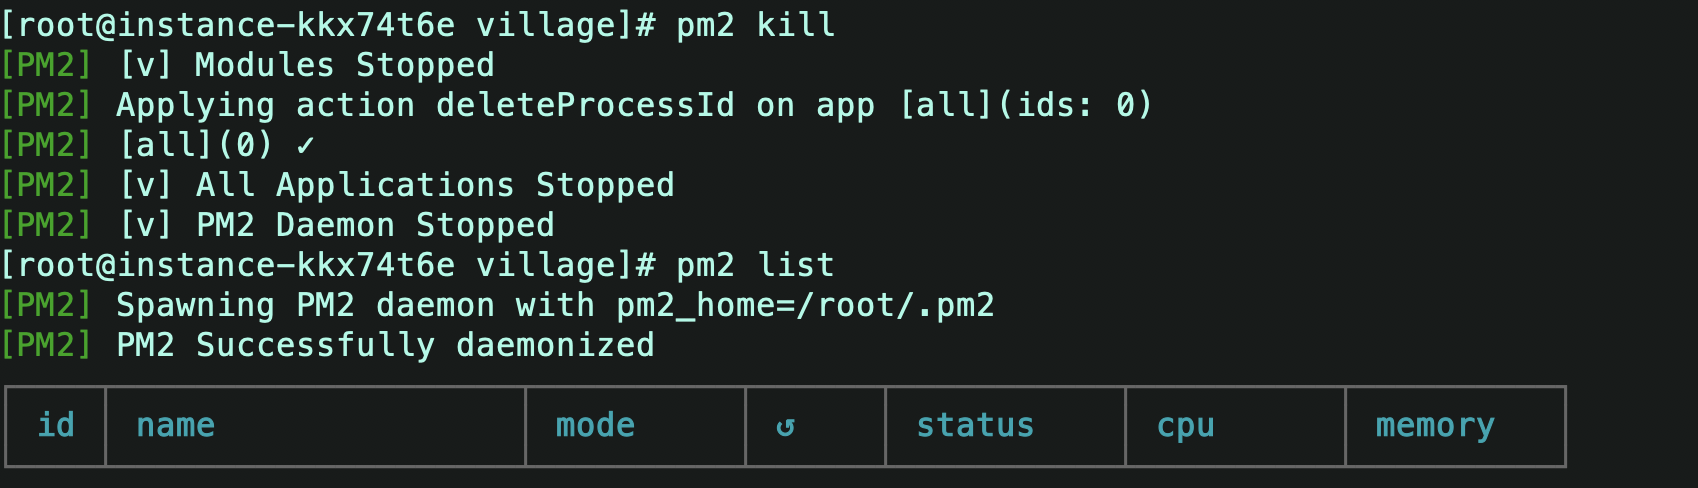 [root@instance-kkx74t6e village]# pm2 kill
[PM2] [v] Modules Stopped
[PM2] Applying action deleteProcessId on app [all](ids: 0)
[PM2] [all](0) ✓
[PM2] [v] All Applications Stopped
[PM2] [v] PM2 Daemon Stopped
[root@instance-kkx74t6e village]# pm2 list
[PM2] Spawning PM2 daemon with pm2_home=/root/.pm2
[PM2] PM2 Successfully daemonized
id name mode ↺ status cpu memory